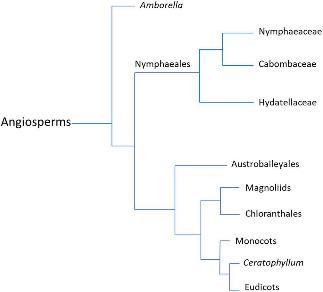 Amborella
Nymphaeaceae
Nymphaeales
Cabombaceae
Hydatellaceae
Angiosperms
Austrobaileyales
Magnoliids
Chloranthales
Monocots
Ceratophyllum
Eudicots